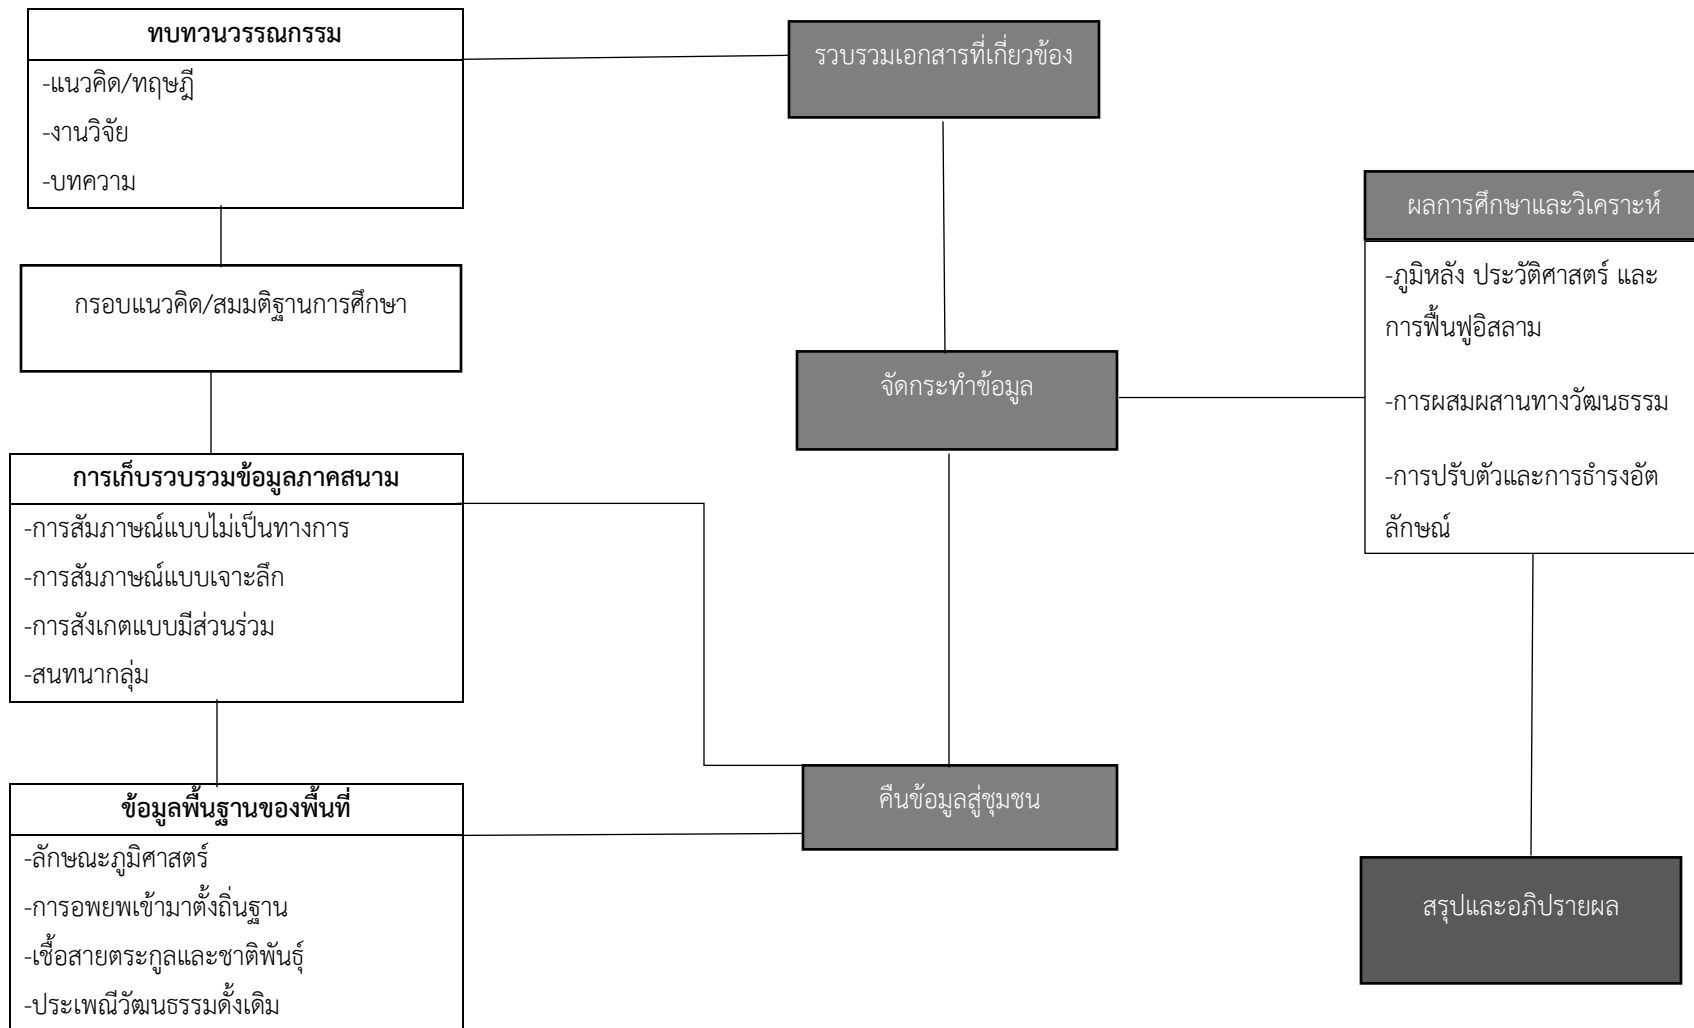 ทบทวนวรรณกรรม
-แนวคิด/ทฤษฎี
-งานวิจัย
-บทความ
กรอบแนวคิด/สมมติฐานการศึกษา
การเก็บรวบรวมข้อมูลภาคสนาม
-การสัมภาษณ์แบบไม่เป็นทางการ
-การสัมภาษณ์แบบเจาะลึก
-การสังเกตแบบมีส่วนร่วม
-สนทนากลุ่ม
ข้อมูลพื้นฐานของพื้นที่
-ลักษณะภูมิศาสตร์
-การอพยพเข้ามาตั้งถิ่นฐาน
-เชื้อสายตระกูลและชาติพันธุ์
-ประเพณีวัฒนธรรมดั้งเดิม
รวบรวมเอกสารที่เกี่ยวข้อง
จัดกระทำข้อมูล
คืนข้อมูลสู่ชุมชน
ผลการศึกษาและวิเคราะห์
-ภูมิหลัง ประวัติศาสตร์ และ
การฟื้นฟูอิสลาม
-การผสมผสานทางวัฒนธรรม
-การปรับตัวและการธำรงอัต
ลักษณ์
สรุปและอภิปรายผล